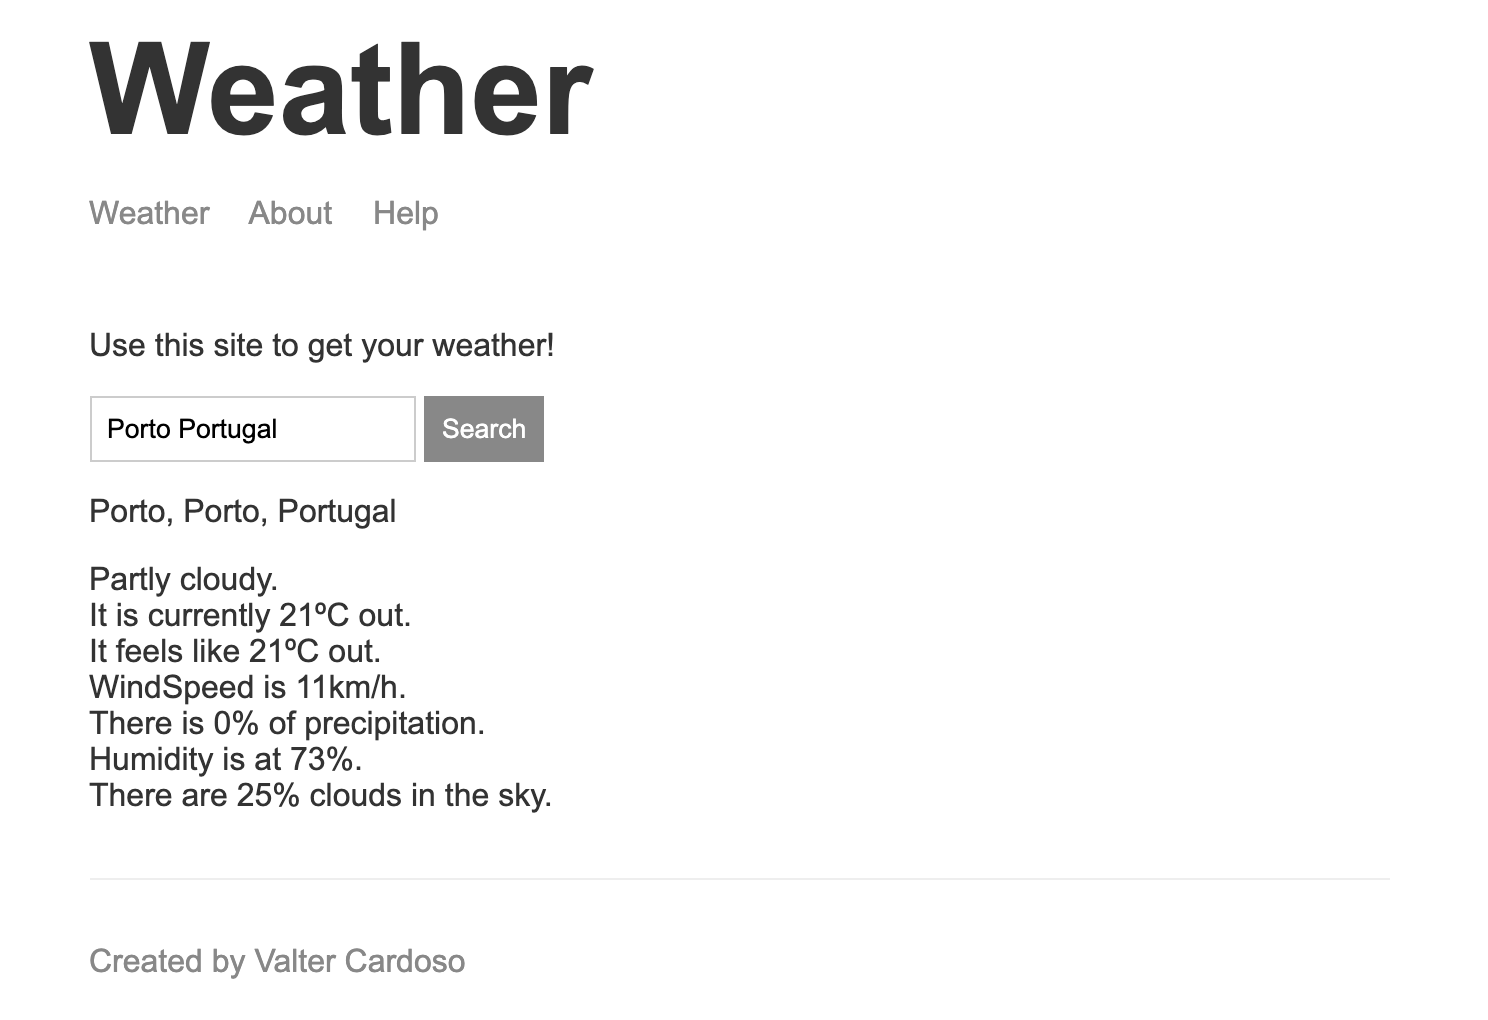 Weather
Weather About Help
Use this site to get your weather!
Porto Portugal Search
Porto, Porto, Portugal
Partly cloudy.
It is currently 21ºC out.
It feels like 21ºC out.
WindSpeed is 11km/h.
There is 0% of precipitation.
Humidity is at 73%.
There are 25% clouds in the sky.
Created by Valter Cardoso